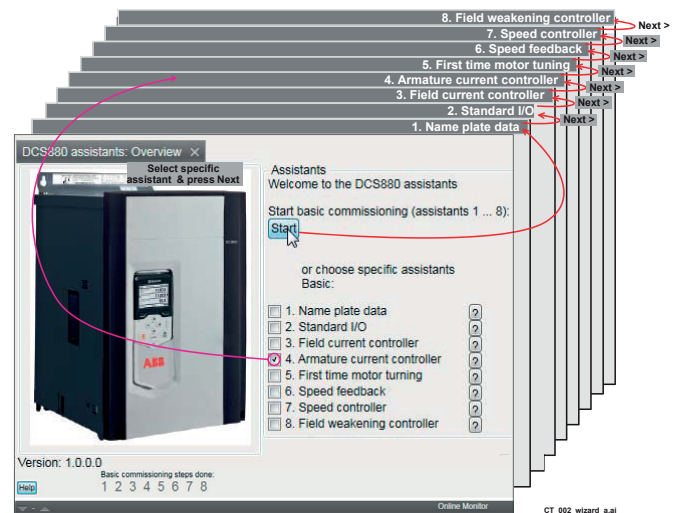 8. Field weakening controller
Next >
7. Speed controller
Next >
6. Speed feedback
Next >
5. First time motor tuning
Next >
4. Armature current controller
Next >
3. Field current controller
Next >
2. Standard I/O
Next >
1. Name plate data
DCS880 assistants: Overview ×
Select specific
assistant & press Next
Assistants
Welcome to the DCS880 assistants
Start basic commissioning (assistants 1 ... 8):
Start
or choose specific assistants
Basic:
1. Name plate data ?
2. Standard I/O ?
3. Field current controller ?
4. Armature current controller ?
5. First time motor turning ?
6. Speed feedback ?
7. Speed controller ?
8. Field weakening controller ?
ABB
Version: 1.0.0.0
Basic commissioning steps done:
Help
1 2 3 4 5 6 7 8
Online Monitor
CT_002_wizard_a.ai